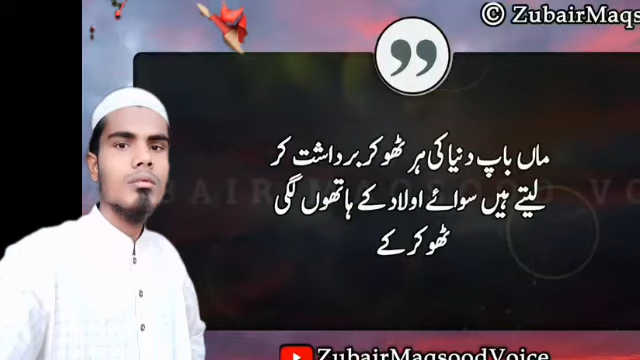 © ZubairMaqs
ماں باپ دنیا کی ہر ٹھوکر برداشت کر
لیتے ہیں سوائے اولاد کے ہاتھوں لگی
ٹھوکر کے
ZubairMaqsoodVoice